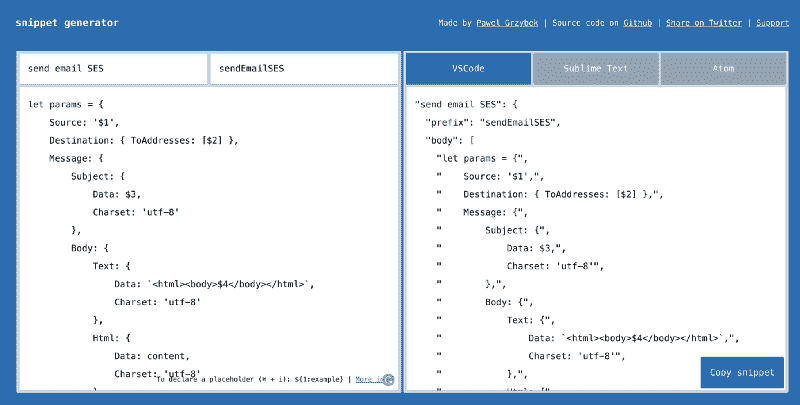 snippet generator
Made by Pawel Grzybek | Source code on Github | Share on Twitter | Support
send email SES
sendEmailSES
let params = {
Source: '$1',
Destination: { ToAddresses: [$2] },
Message: {
Subject: {
Data: $3,
Charset: 'utf-8'
},
Body: {
Text: {
Data: `<html><body>$4</body></html>`,
Charset: 'utf-8'
},
Html: {
Data: content,
Charset: 'utf-8'
To declare a placeholder (⌘ + i): ${1:example} | More
VSCode
Sublime Text
Atom
"send email SES": {
"prefix": "sendEmailSES",
"body": [
"let params = {",
"    Source: '$1',",
"    Destination: { ToAddresses: [$2] },",
"    Message: {",
"        Subject: {",
"            Data: $3,",
"            Charset: 'utf-8'",
"        },",
"        Body: {",
"            Text: {",
"                Data: `<html><body>$4</body></html>`,",
"                Charset: 'utf-8'",
"            },",
Copy snippet